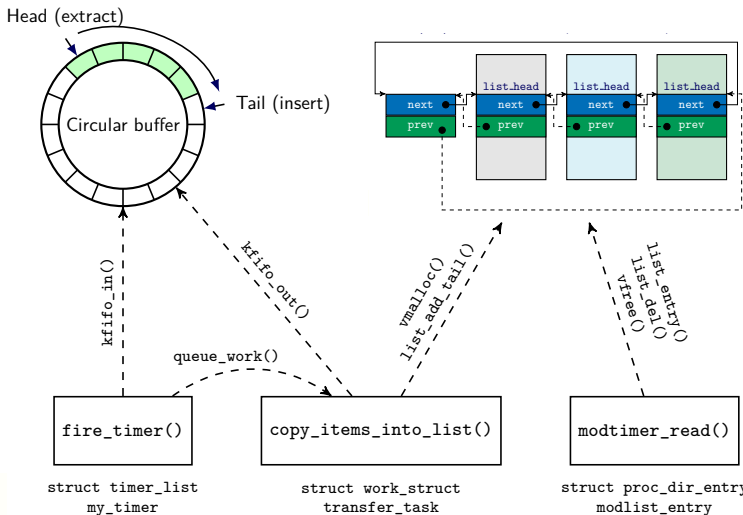 Head (extract)
Circular buffer
Tail (insert)
list_head
list_head
list_head
next
next
next
next
prev
prev
prev
prev
kfifo_in()
kfifo_out()
queue_work()
vmalloc()
list_add_tail()
list_entry()
list_del()
vfree()
fire_timer()
copy_items_into_list()
modtimer_read()
struct timer_list
my_timer
struct work_struct
transfer_task
struct proc_dir_entry
modlist_entry